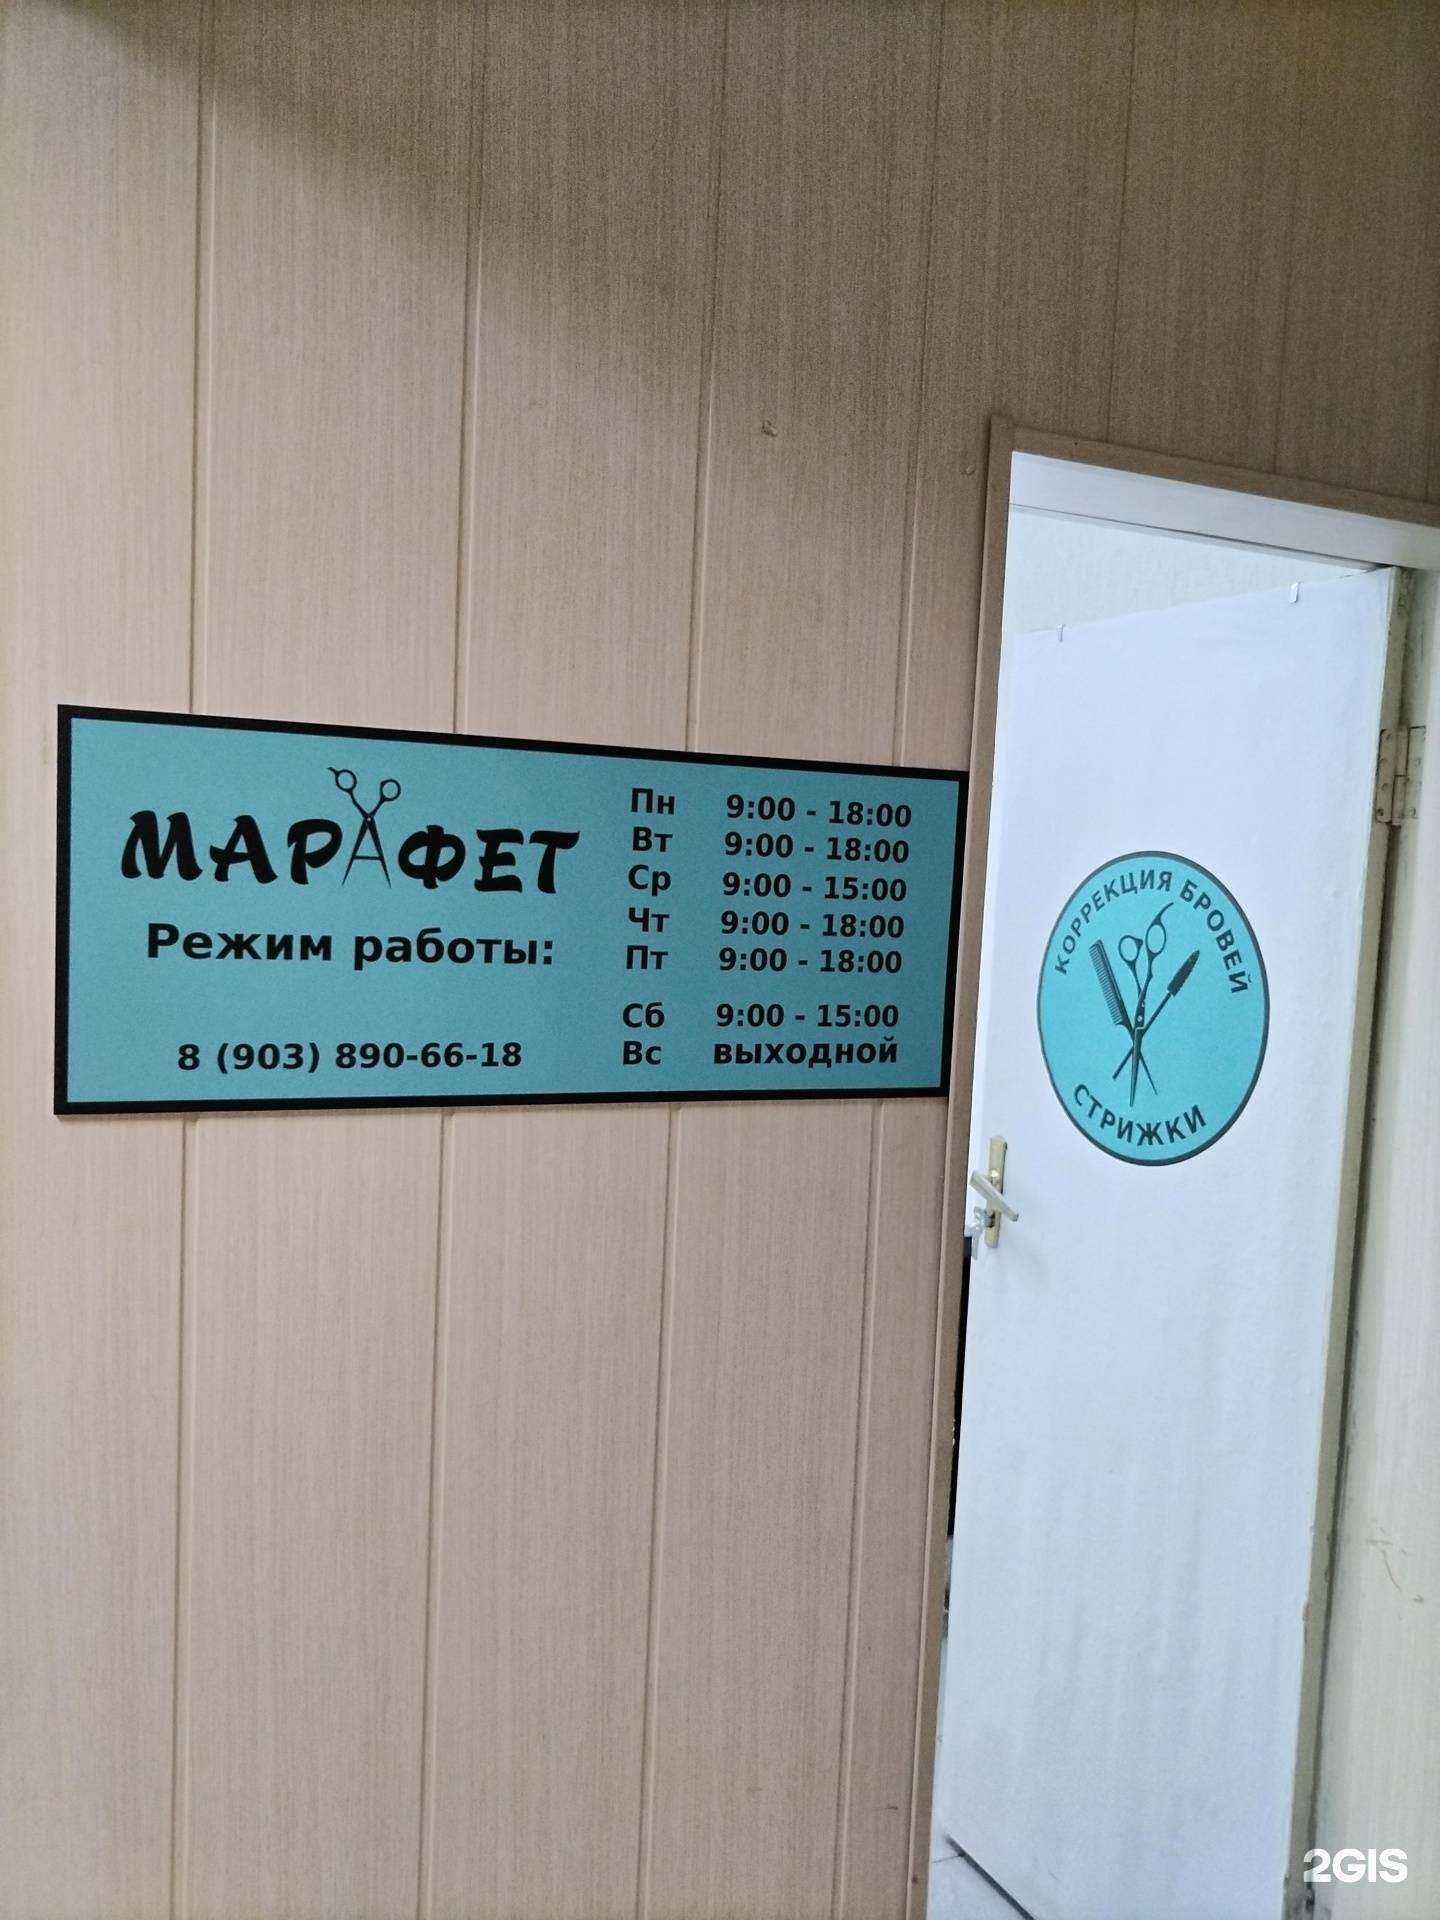 МАРАФЕТ
Режим работы:
8 (903) 890-66-18
Пн 9:00 - 18:00
Вт 9:00 - 18:00
Ср 9:00 - 15:00
Чт 9:00 - 18:00
Пт 9:00 - 18:00
Сб 9:00 - 15:00
Вс выходной
КОРРЕКЦИЯ БРОВЕЙ
СТРИЖКИ
2GIS